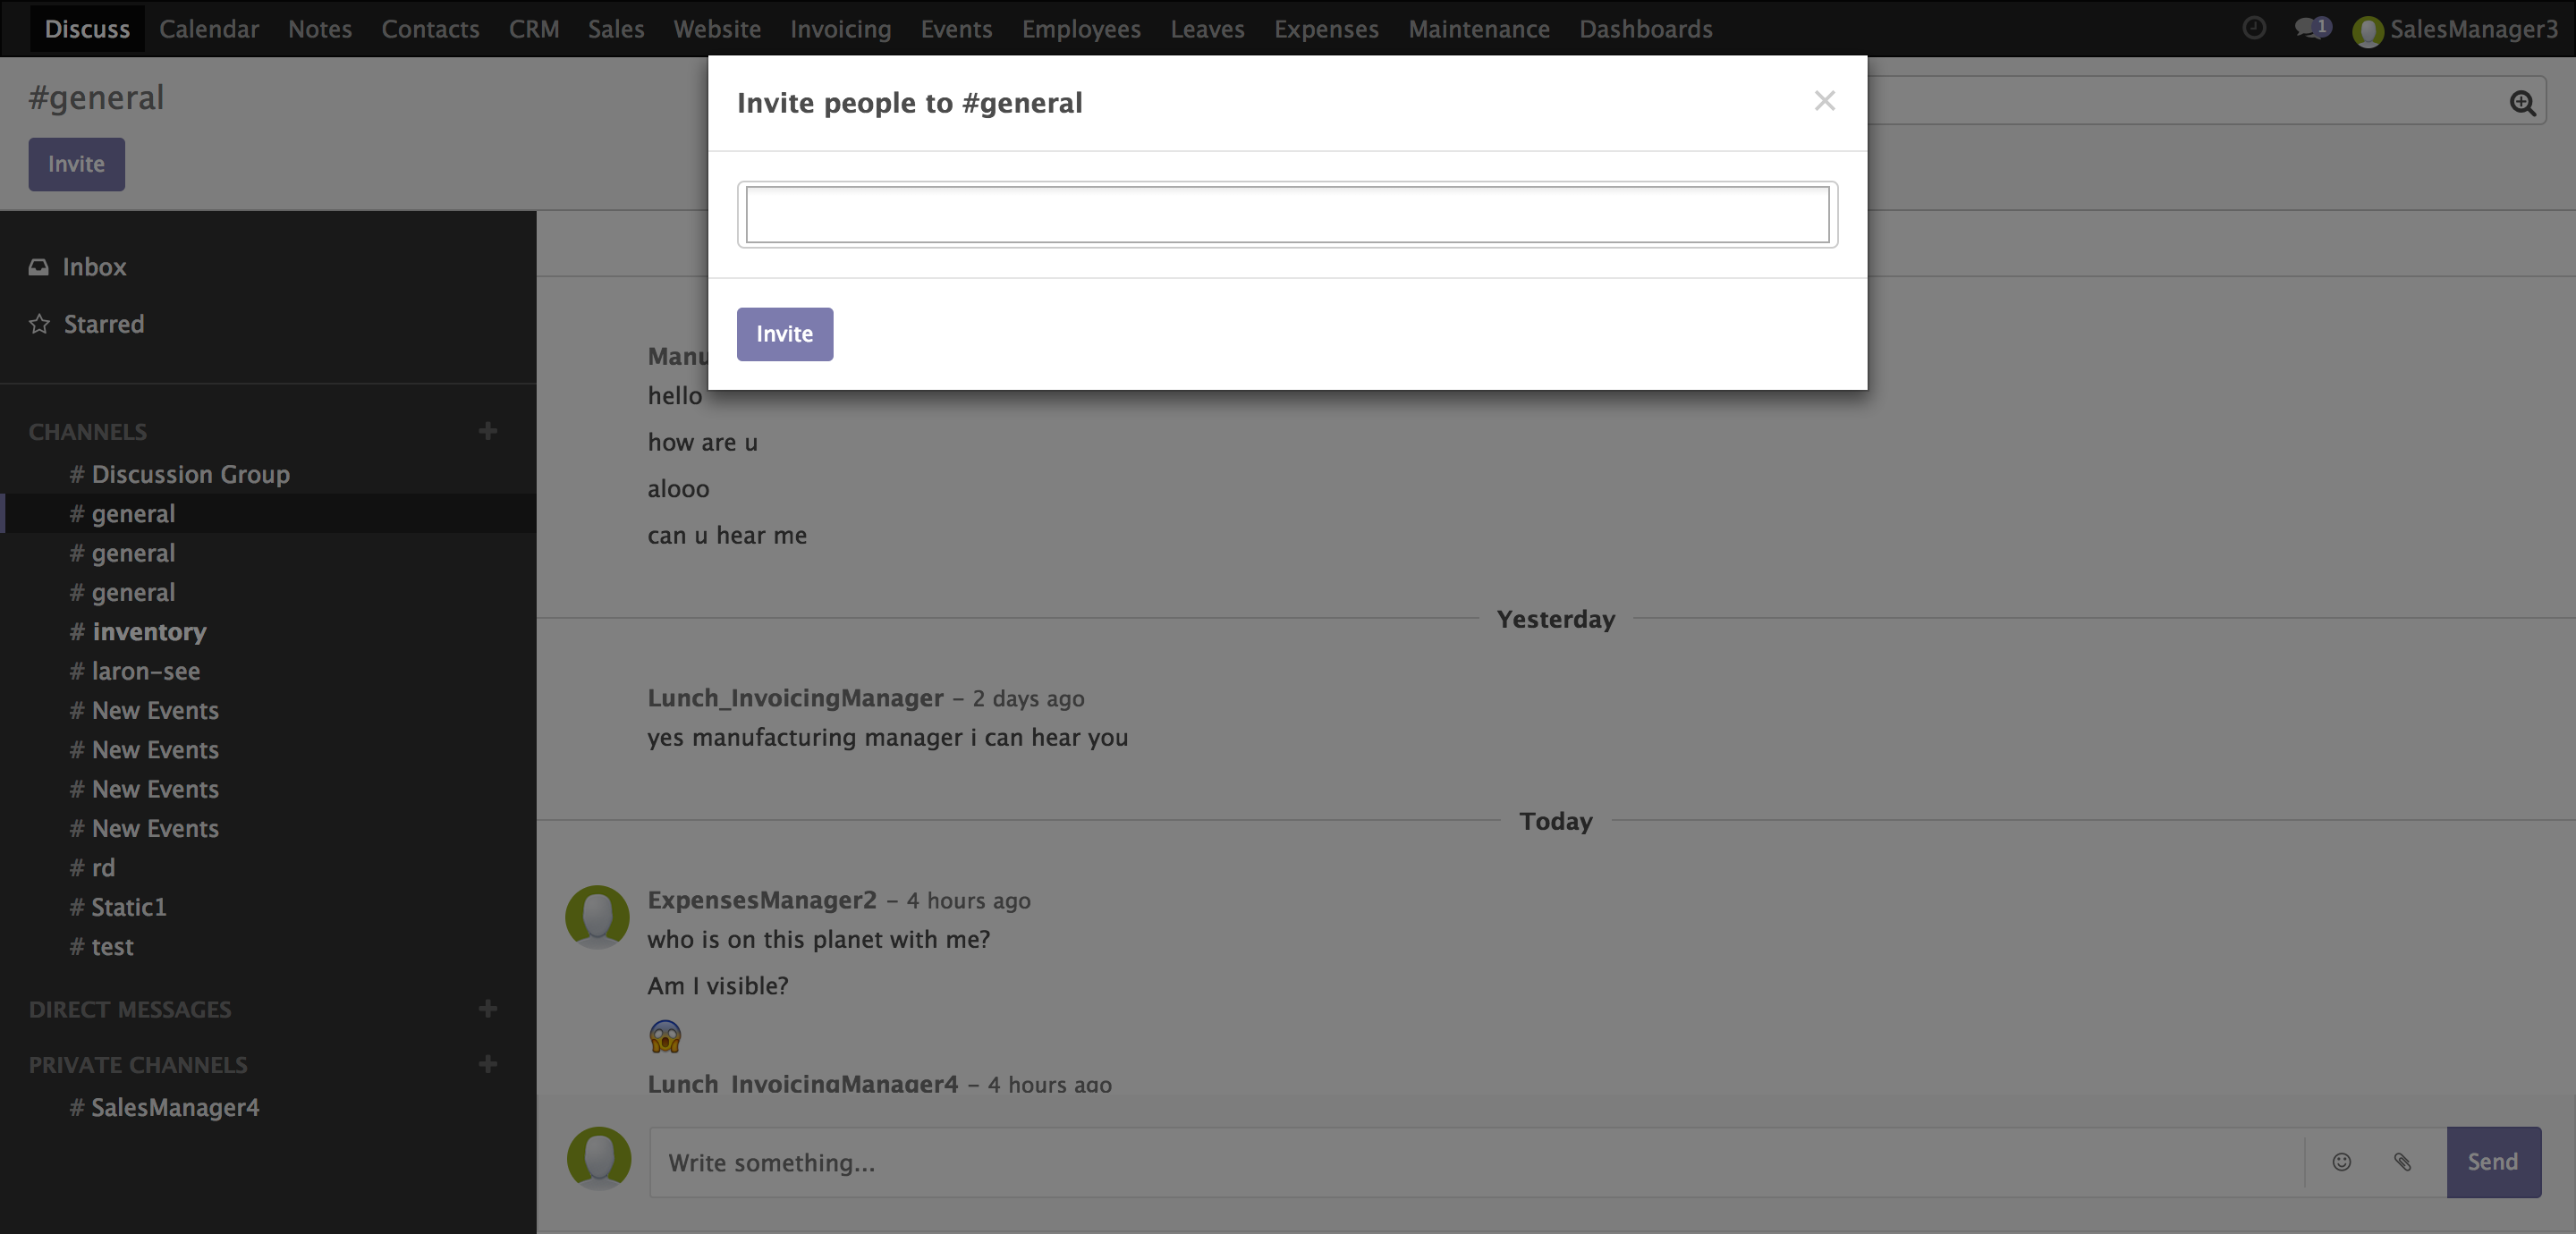 Discuss Calendar Notes Contacts CRM Sales Website Invoicing Events Employees Leaves Expenses Maintenance Dashboards 1 SalesManager3
#general
Invite
Invite people to #general
Invite
Inbox
Starred
CHANNELS
# Discussion Group
# general
# general
# general
# inventory
# laron-see
# New Events
# New Events
# New Events
# New Events
# rd
# Static1
# test
DIRECT MESSAGES
PRIVATE CHANNELS
# SalesManager4
hello
how are u
alooo
can u hear me
Yesterday
Lunch_InvoicingManager – 2 days ago
yes manufacturing manager i can hear you
Today
ExpensesManager2 – 4 hours ago
who is on this planet with me?
Am I visible?
Lunch_InvoicingManager4 – 4 hours ago
Write something...
Send